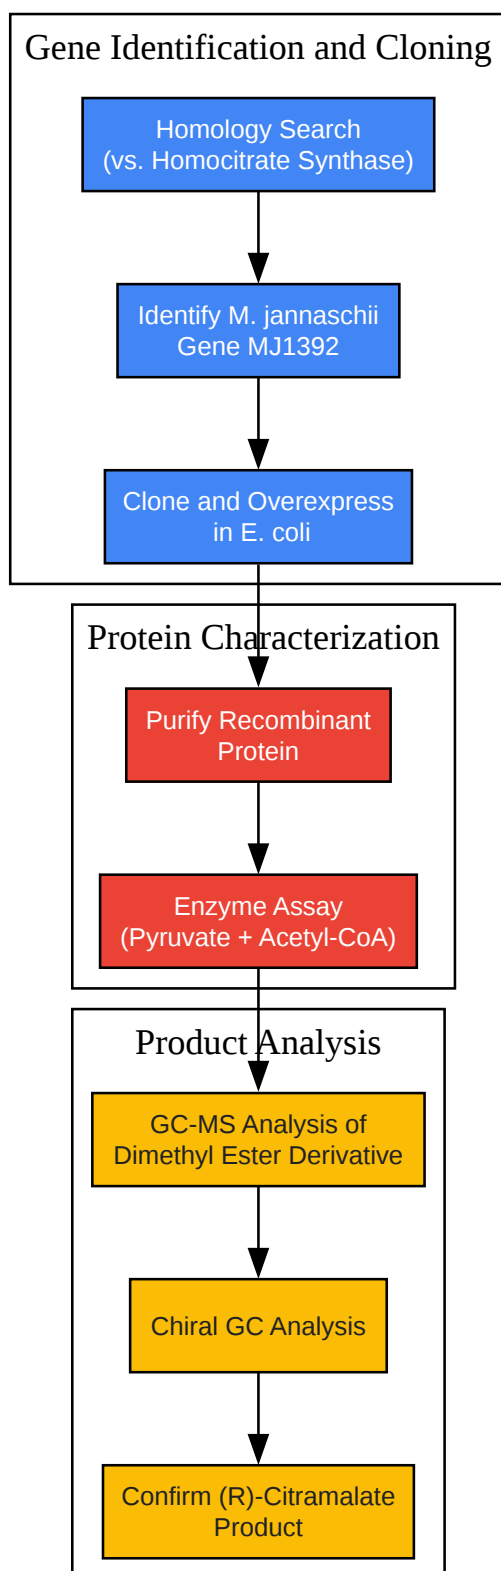 Gene Identification and Cloning
Homology Search
(vs. Homocitrate Synthase)
Identify M. jannaschii
Gene MJ1392
Clone and Overexpress
in E. coli
Protein Characterization
Purify Recombinant
Protein
Enzyme Assay
(Pyruvate + Acetyl-CoA)
Product Analysis
GC-MS Analysis of
Dimethyl Ester Derivative
Chiral GC Analysis
Confirm (R)-Citramalate
Product